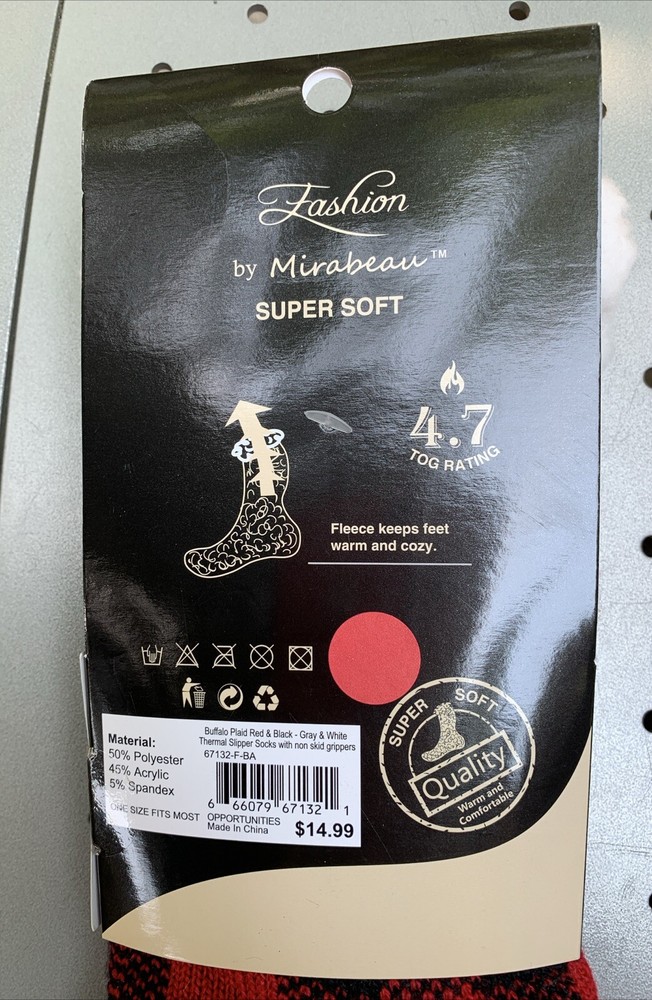 Fashion
by Mirabeau™
SUPER SOFT
4.7
TOG RATING
Fleece keeps feet
warm and cozy.
SUPER SOFT
Quality
Warm and
Comfortable
Material:
50% Polyester
45% Acrylic
5% Spandex
ONE SIZE FITS MOST
Buffalo Plaid Red & Black - Gray & White
Thermal Slipper Socks with non skid grippers
67132-F-BA
6 66079 67132 1
OPPORTUNITIES
Made In China
$14.99